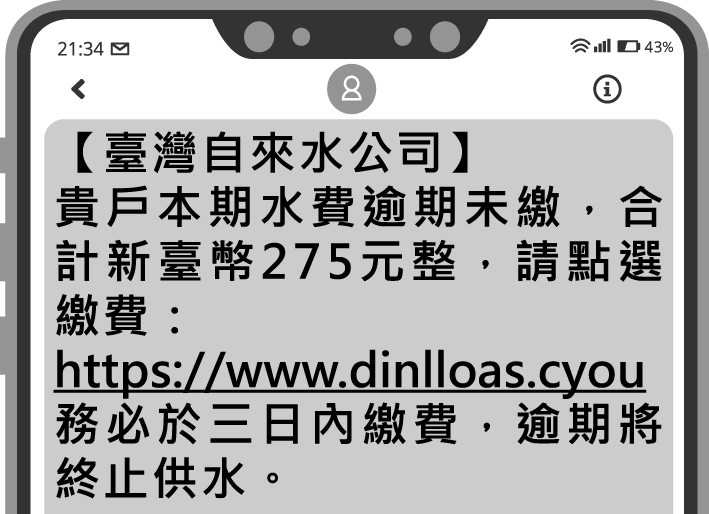 21:34 43%
【臺灣自來水公司】
貴戶本期水費逾期未繳，合
計新臺幣275元整，請點選
繳費：
https://www.dinlloas.cyou
務必於三日內繳費，逾期將
終止供水。